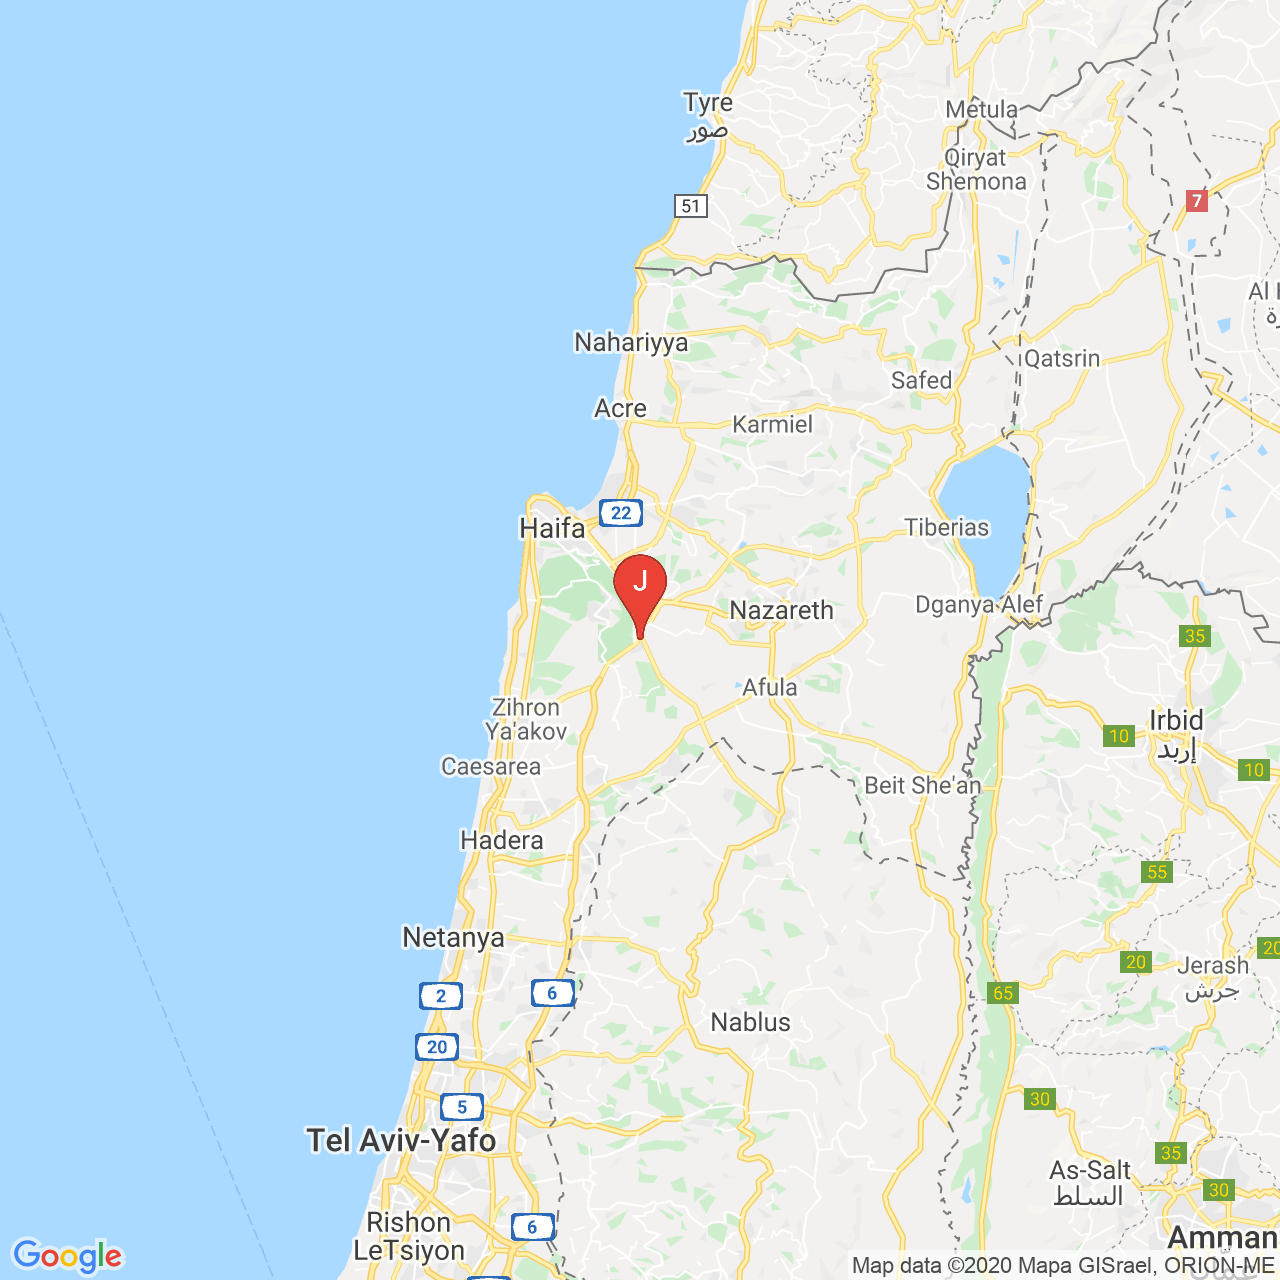 Tyre
صور
Metula
Qiryat
Shemona
51
7
Al
Nahariyya
Qatsrin
Safed
Acre
Karmiel
22
Haifa
Tiberias
J
Nazareth
Dganya Alef
35
Afula
Zihron
Ya'akov
Irbid
إربد
10
Caesarea
10
Beit She'an
Hadera
55
Netanya
20
20
Jerash
جرش
2
6
65
Nablus
20
5
30
Tel Aviv-Yafo
35
As-Salt
السلط
30
Rishon
LeTsiyon
6
Amman
Google
Map data ©2020 Mapa GISrael, ORION-ME